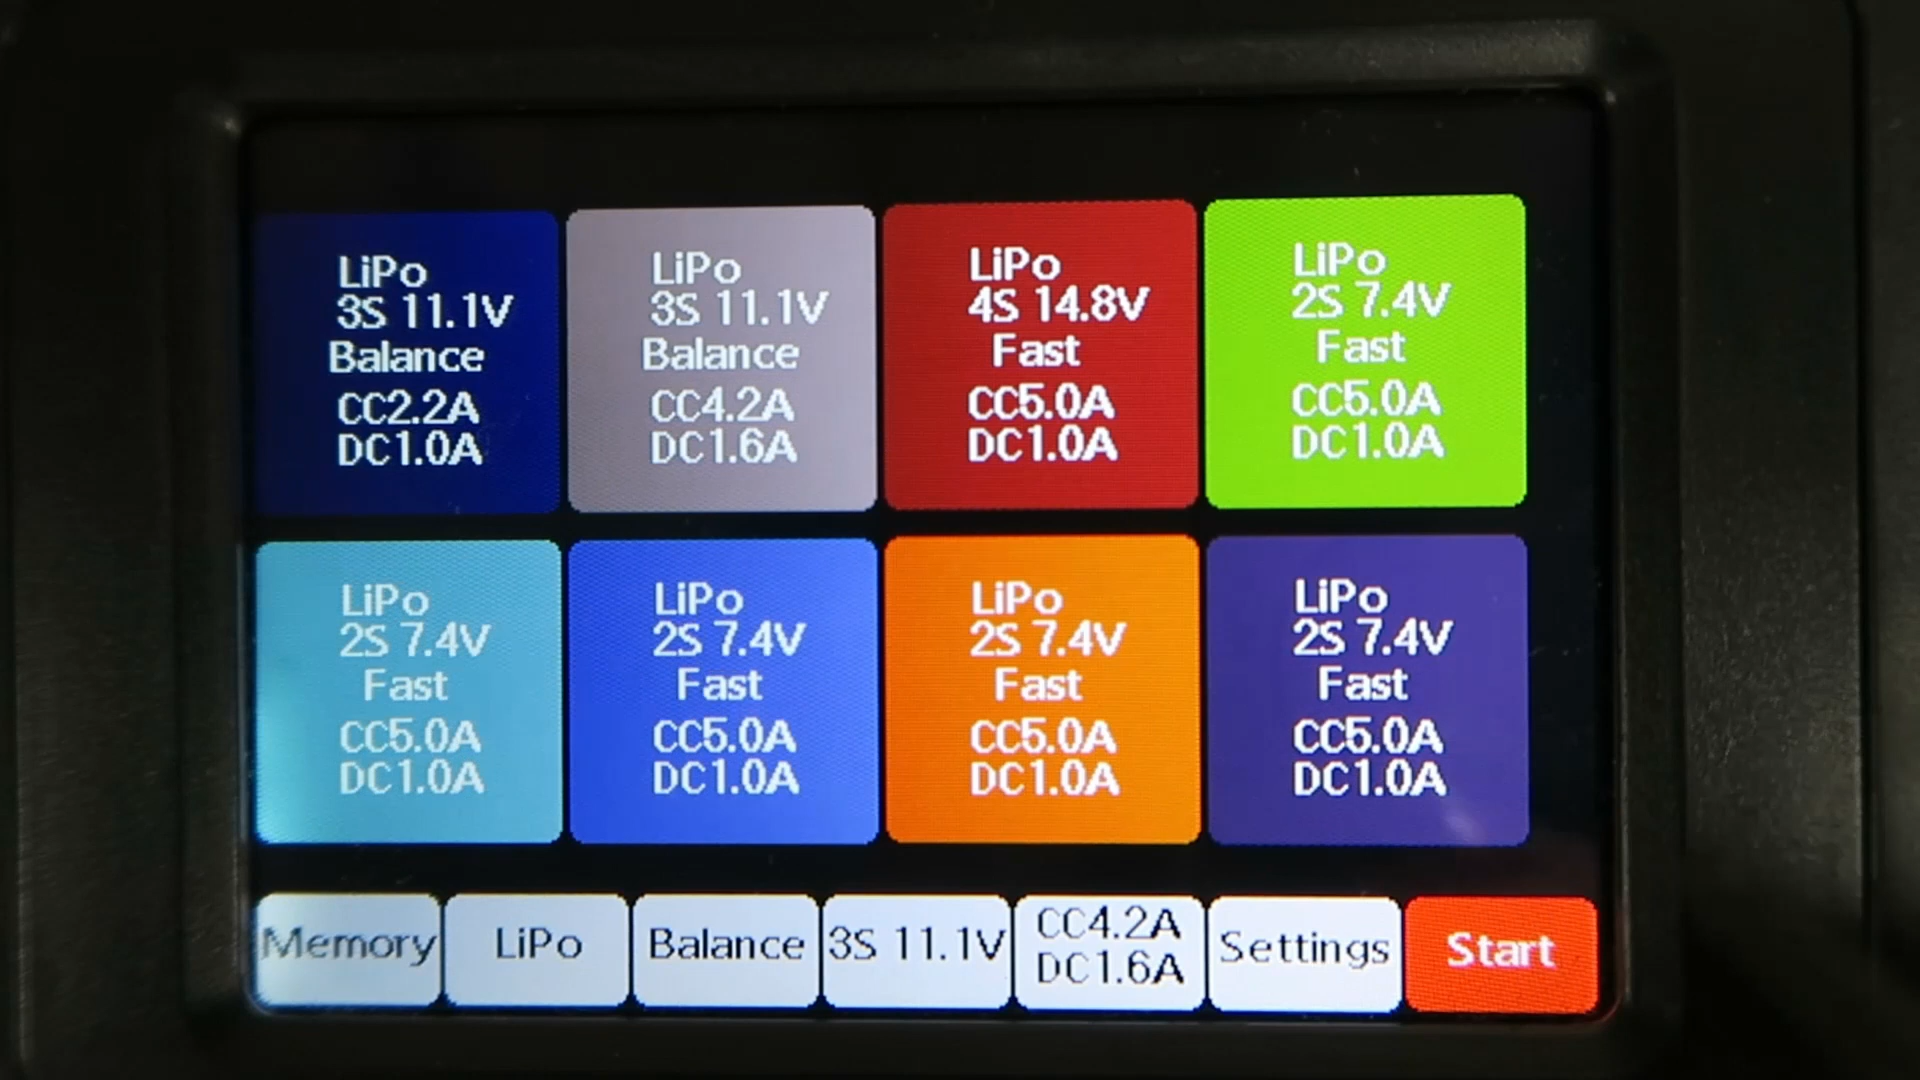 LiPo
3S 11.1V
Balance
CC2.2A
DC1.0A
LiPo
3S 11.1V
Balance
CC4.2A
DC1.6A
LiPo
4S 14.8V
Fast
CC5.0A
DC1.0A
LiPo
2S 7.4V
Fast
CC5.0A
DC1.0A
LiPo
2S 7.4V
Fast
CC5.0A
DC1.0A
LiPo
2S 7.4V
Fast
CC5.0A
DC1.0A
LiPo
2S 7.4V
Fast
CC5.0A
DC1.0A
LiPo
2S 7.4V
Fast
CC5.0A
DC1.0A
Memory
LiPo
Balance
3S 11.1V
CC4.2A
DC1.6A
Settings
Start